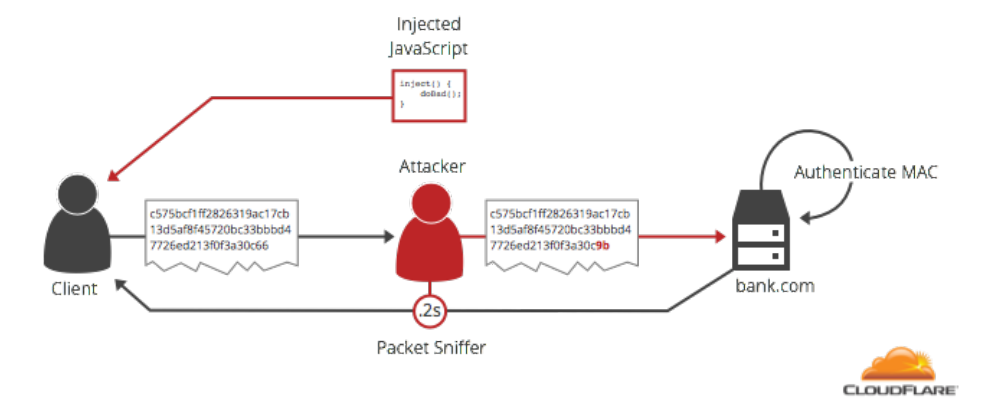 Injected
JavaScript
inject() {
doBad();
}
Attacker
Authenticate MAC
c575bcf1ff2826319ac17cb
13d5af8f45720bc33bbbd4
7726ed213f0f3a30c66
c575bcf1ff2826319ac17cb
13d5af8f45720bc33bbbd4
7726ed213f0f3a30c9b
Client
bank.com
.2s
Packet Sniffer
CLOUDFLARE